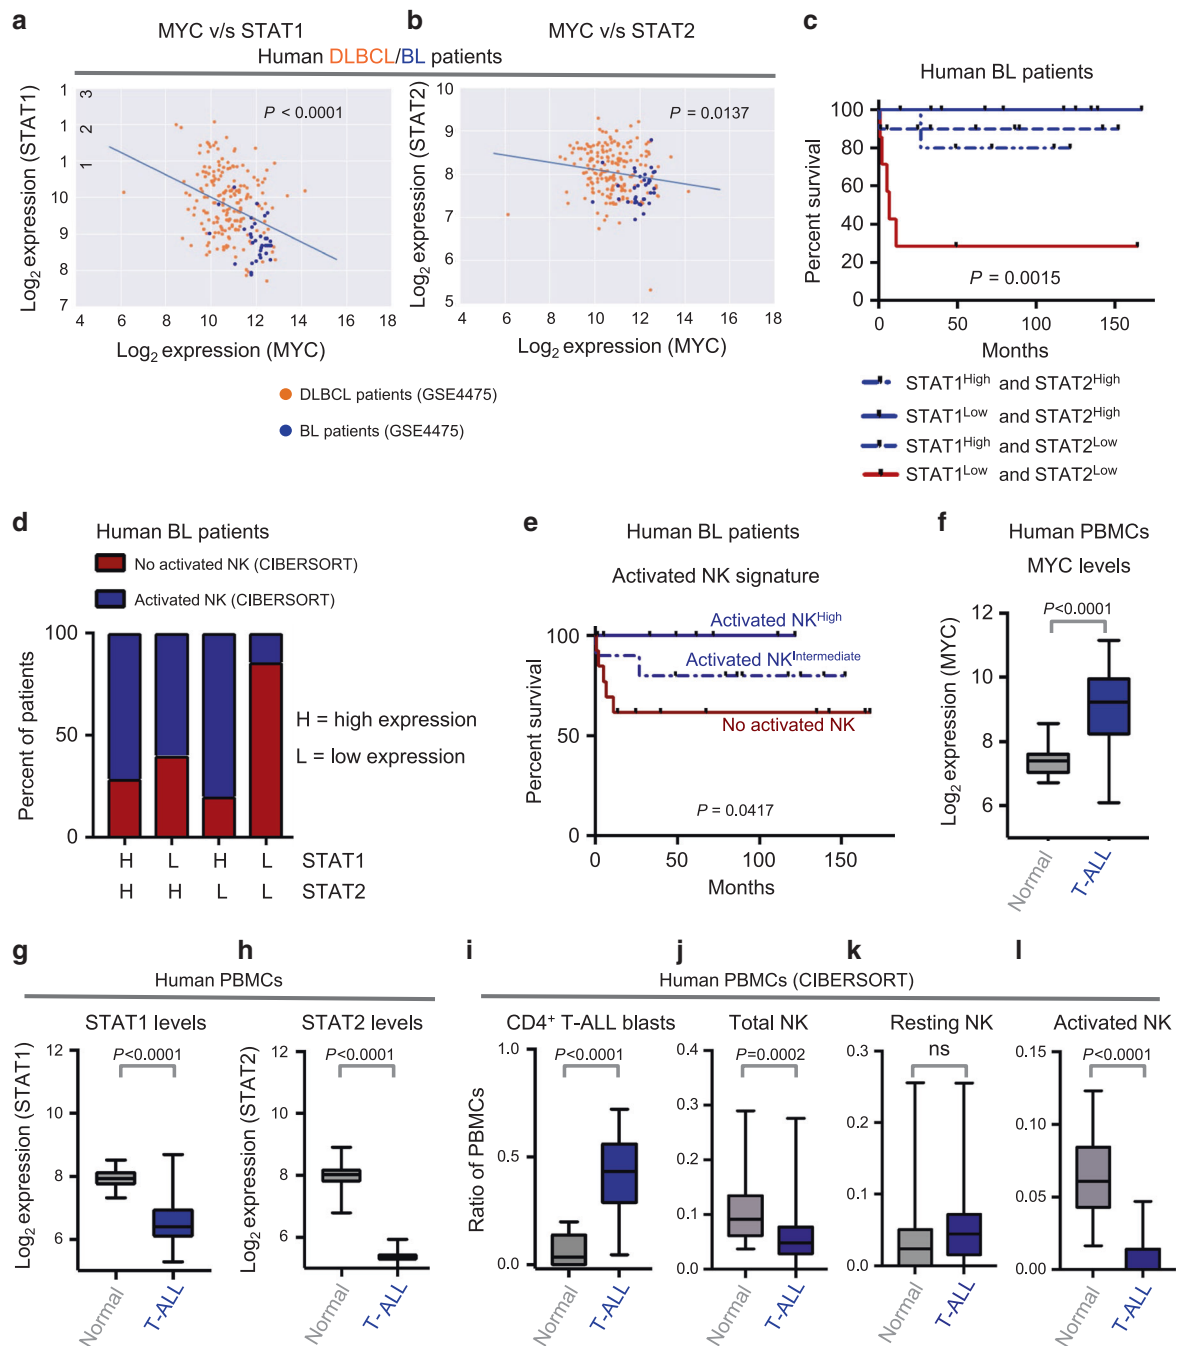 a
MYC v/s STAT1
b
MYC v/s STAT2
c
Human DLBCL/BL patients
Human BL patients
Log2 expression (STAT1)
1 3
1 2
1 1
10
9
8
7
P < 0.0001
4 6 8 10 12 14 16 18
Log2 expression (MYC)
Log2 expression (STAT2)
10
9
8
7
6
5
P = 0.0137
4 6 8 10 12 14 16 18
Log2 expression (MYC)
DLBCL patients (GSE4475)
BL patients (GSE4475)
Percent survival
100
80
60
40
20
0
P = 0.0015
0 50 100 150
Months
STAT1High and STAT2High
STAT1Low and STAT2High
STAT1High and STAT2Low
STAT1Low and STAT2Low
d
Human BL patients
No activated NK (CIBERSORT)
Activated NK (CIBERSORT)
Percent of patients
100
50
0
H = high expression
L = low expression
H L H L STAT1
H H L L STAT2
e
Human BL patients
Activated NK signature
Percent survival
100
50
0
Activated NKHigh
Activated NKIntermediate
No activated NK
P = 0.0417
0 50 100 150
Months
f
Human PBMCs
MYC levels
P<0.0001
Log2 expression (MYC)
12
10
8
6
Normal
T-ALL
g
h
Human PBMCs
STAT1 levels
P<0.0001
Log2 expression (STAT1)
12
10
8
6
Normal
T-ALL
STAT2 levels
P<0.0001
Log2 expression (STAT2)
12
10
8
6
Normal
T-ALL
i
j
k
l
Human PBMCs (CIBERSORT)
CD4+ T-ALL blasts
P<0.0001
Ratio of PBMCs
1.0
0.5
0.0
Normal
T-ALL
Total NK
P=0.0002
0.4
0.3
0.2
0.1
0.0
Normal
T-ALL
Resting NK
ns
0.3
0.2
0.1
0.0
Normal
T-ALL
Activated NK
P<0.0001
0.15
0.10
0.05
0.00
Normal
T-ALL